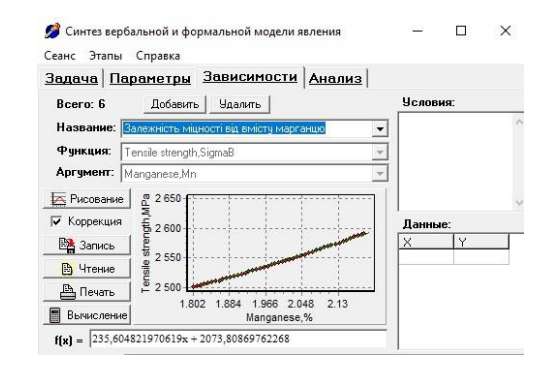 Синтез вербальной и формальной модели явления
Сеанс Этапы Справка
Задача Параметры Зависимости Анализ
Всего: 6 Добавить Удалить
Название: Залежність міцності від вмісту марганцю
Функция: Tensile strength,SigmaB
Аргумент: Manganese,Mn
Рисование
Коррекция
Запись
Чтение
Печать
Вычисление
Tensile strength,MPa
2 650
2 600
2 550
2 500
1.802 1.884 1.966 2.048 2.13
Manganese,%
f(x) = 235,604821970619x + 2073,80869762268
Условия:
Данные:
X Y